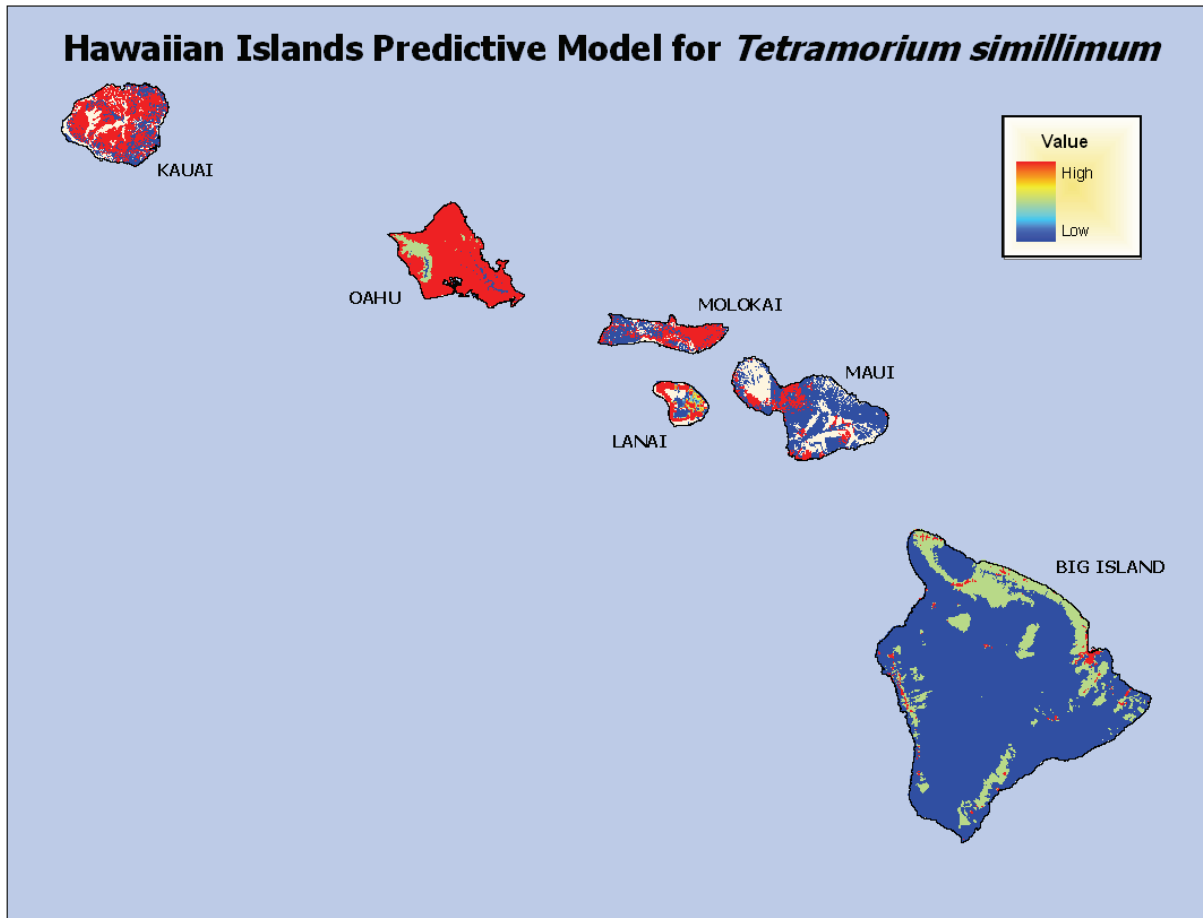 Hawaiian Islands Predictive Model for Tetramorium simillimum
KAUAI
Value
High
Low
OAHU
MOLOKAI
MAUI
LANAI
BIG ISLAND